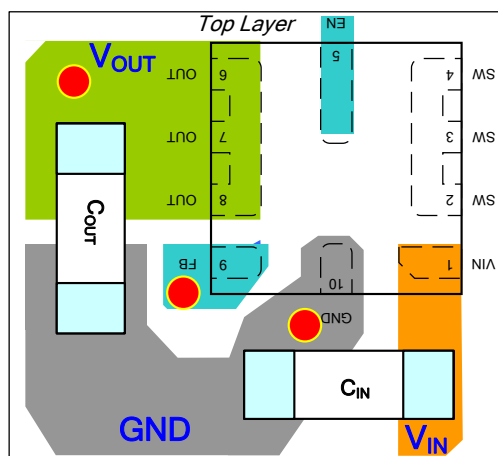 Top Layer
EN
5
VOUT
OUT 6
4 SW
OUT 7
3 SW
OUT 8
2 SW
COUT
FB 9
10
GND
1 VIN
CIN
GND
VIN